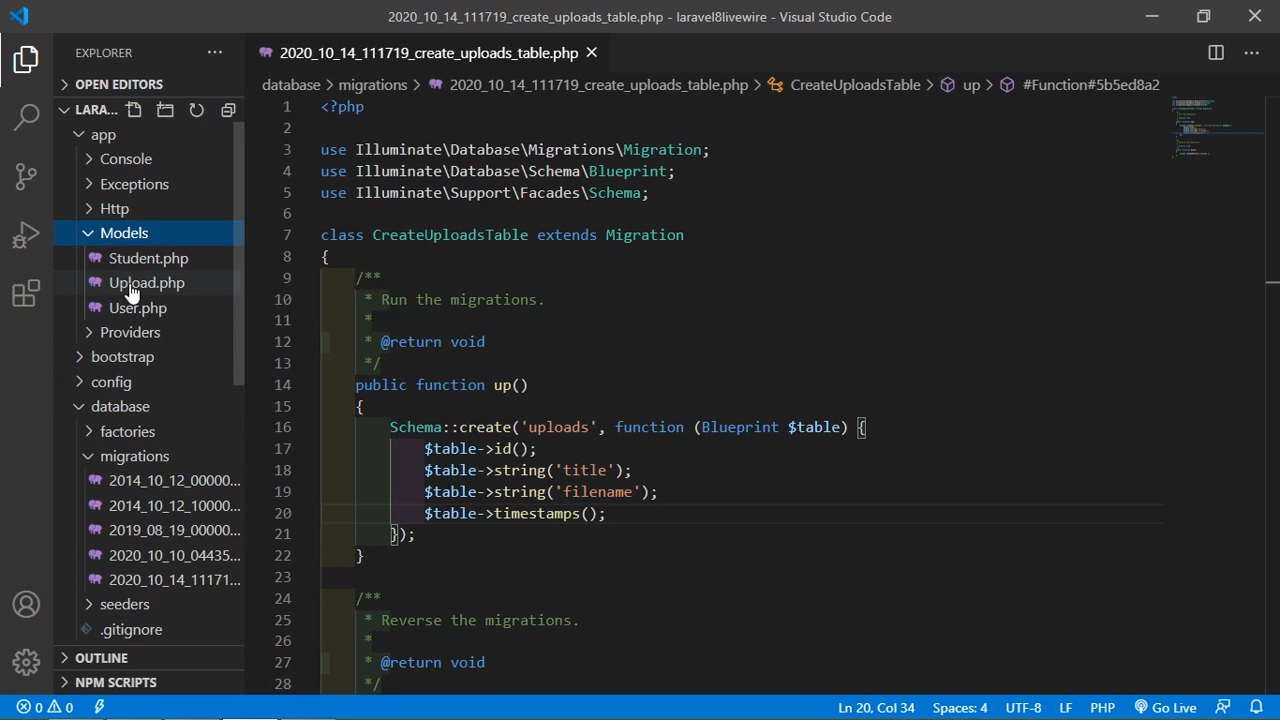 2020_10_14_111719_create_uploads_table.php - laravel8livewire - Visual Studio Code
EXPLORER
2020_10_14_111719_create_uploads_table.php
OPEN EDITORS
LARA...
app
Console
Exceptions
Http
Models
Student.php
Upload.php
User.php
Providers
bootstrap
config
database
factories
migrations
2014_10_12_00000...
2014_10_12_10000...
2019_08_19_00000...
2020_10_10_04435...
2020_10_14_11171...
seeders
.gitignore
OUTLINE
NPM SCRIPTS
database > migrations > 2020_10_14_111719_create_uploads_table.php > CreateUploadsTable > up > #Function#5b5ed8a2
1 <?php
2
3 use Illuminate\Database\Migrations\Migration;
4 use Illuminate\Database\Schema\Blueprint;
5 use Illuminate\Support\Facades\Schema;
6
7 class CreateUploadsTable extends Migration
8 {
9 /**
10 * Run the migrations.
11 *
12 * @return void
13 */
14 public function up()
15 {
16 Schema::create('uploads', function (Blueprint $table) {
17 $table->id();
18 $table->string('title');
19 $table->string('filename');
20 $table->timestamps();
21 });
22 }
23
24 /**
25 * Reverse the migrations.
26 *
27 * @return void
28 */
0 0
Ln 20, Col 34 Spaces: 4 UTF-8 LF PHP Go Live